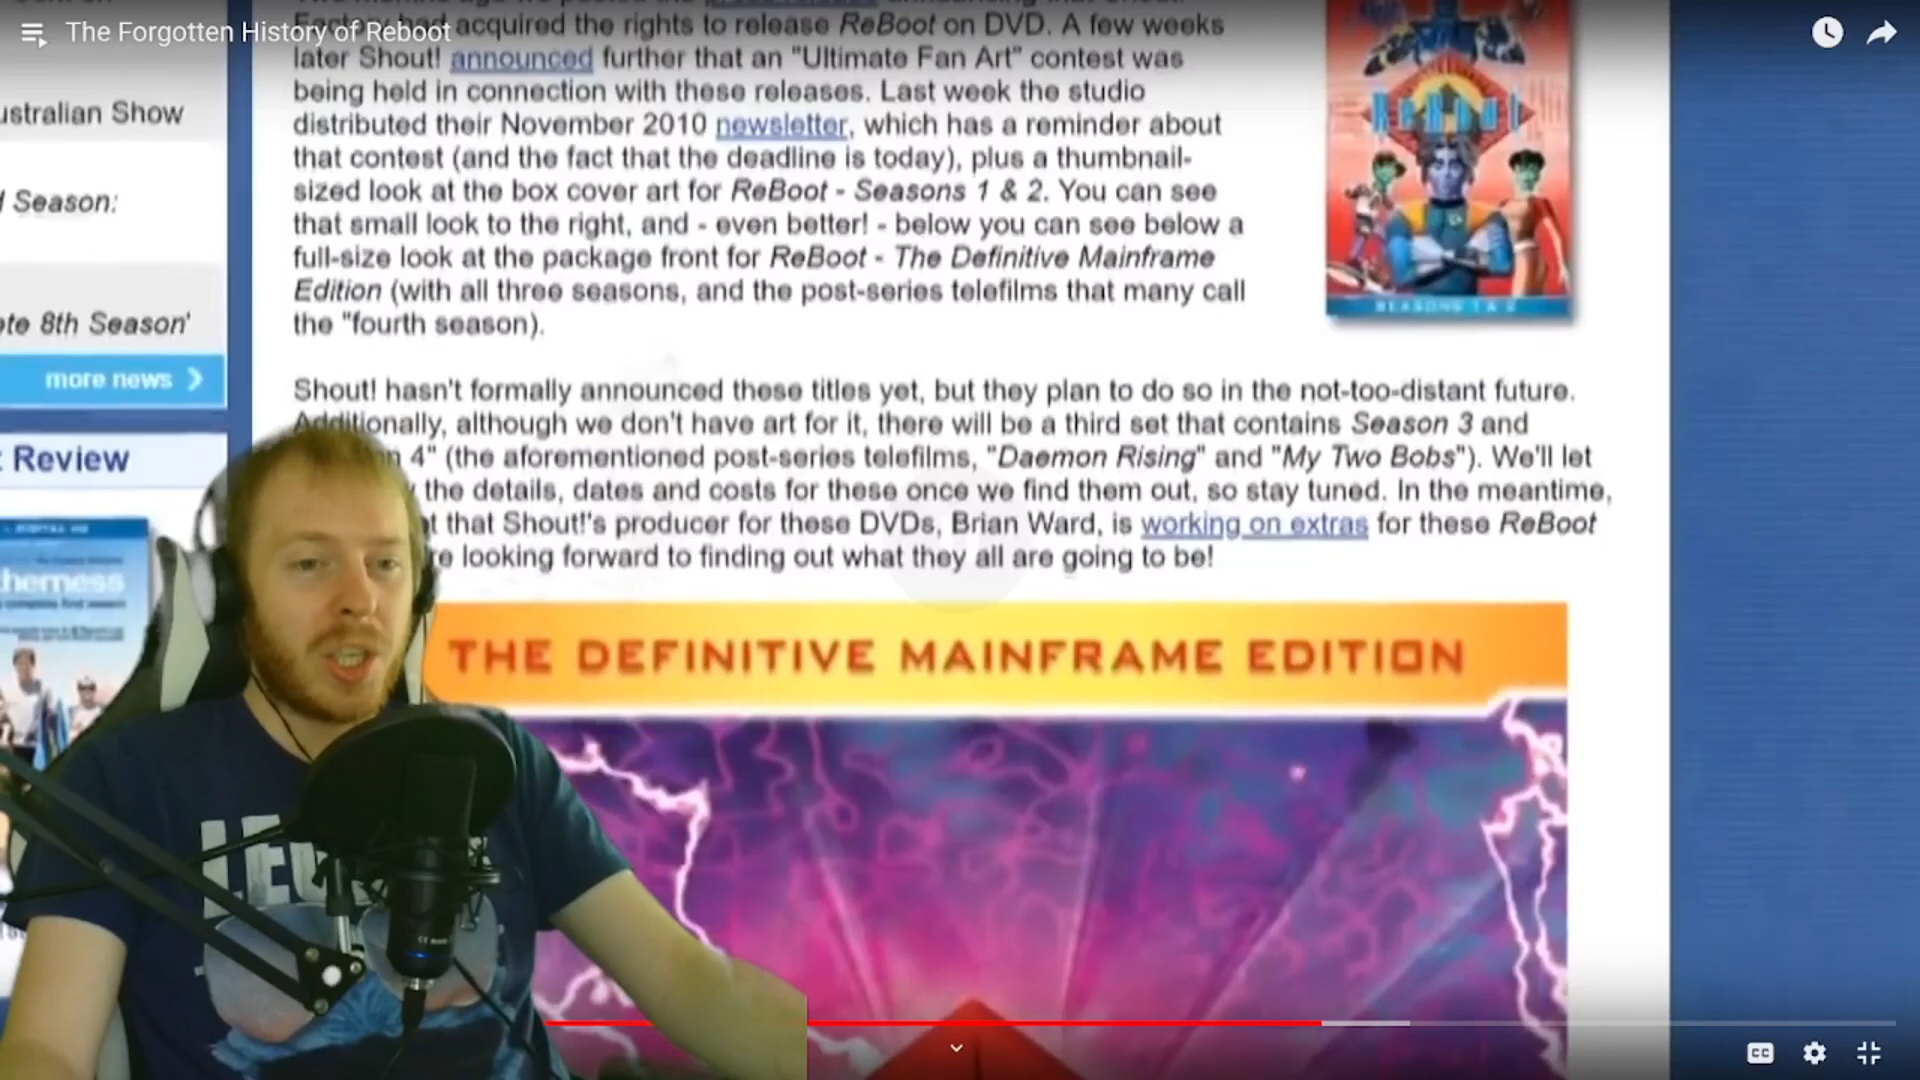 The Forgotten History of Reboot
acquired the rights to release ReBoot on DVD. A few weeks
later Shout! announced further that an "Ultimate Fan Art" contest was
being held in connection with these releases. Last week the studio
distributed their November 2010 newsletter, which has a reminder about
that contest (and the fact that the deadline is today), plus a thumbnail-
sized look at the box cover art for ReBoot - Seasons 1 & 2. You can see
that small look to the right, and - even better! - below you can see below a
full-size look at the package front for ReBoot - The Definitive Mainframe
Edition (with all three seasons, and the post-series telefilms that many call
the "fourth season).
ReBoot
SEASONS 1 & 2
ustralian Show
Season:
8th Season'
more news
Review
Shout! hasn't formally announced these titles yet, but they plan to do so in the not-too-distant future.
Additionally, although we don't have art for it, there will be a third set that contains Season 3 and
4" (the aforementioned post-series telefilms, "Daemon Rising" and "My Two Bobs"). We'll let
the details, dates and costs for these once we find them out, so stay tuned. In the meantime,
that Shout!'s producer for these DVDs, Brian Ward, is working on extras for these ReBoot
looking forward to finding out what they all are going to be!
THE DEFINITIVE MAINFRAME EDITION
CC